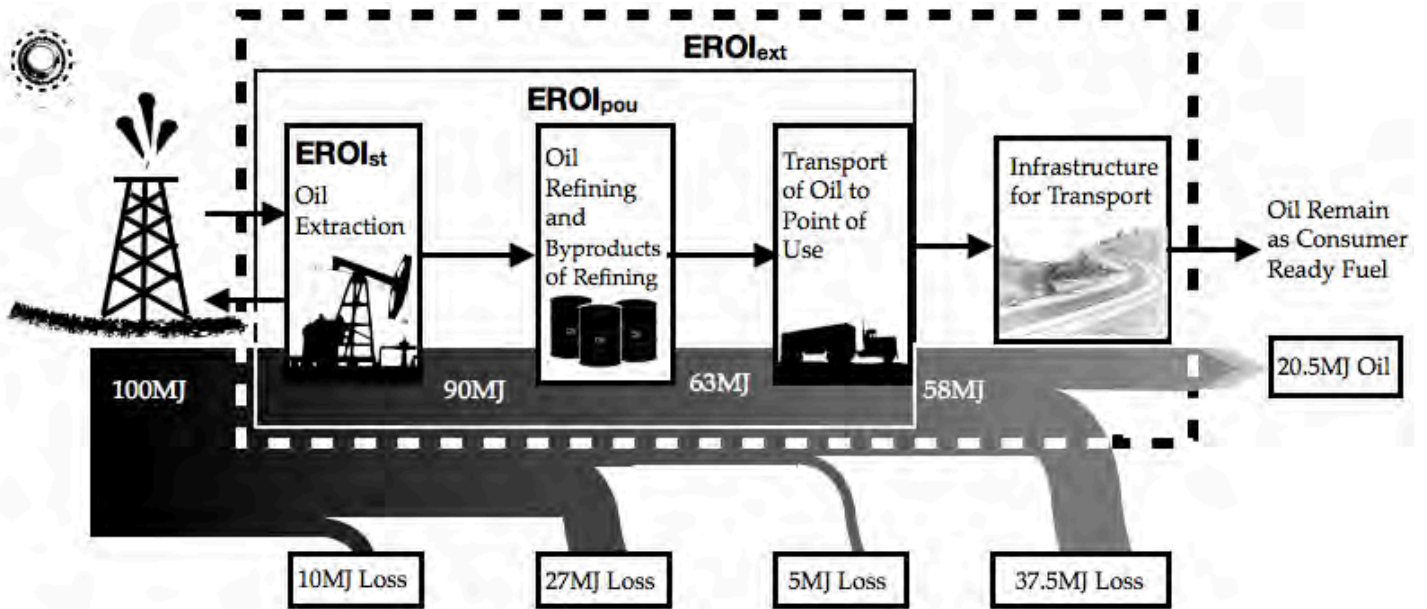 EROIext
EROIpou
EROIst
Oil
Extraction
Oil
Refining
and
Byproducts
of Refining
Transport
of Oil to
Point of
Use
Infrastructure
for Transport
Oil Remain
as Consumer
Ready Fuel
100MJ
90MJ
63MJ
58MJ
20.5MJ Oil
10MJ Loss
27MJ Loss
5MJ Loss
37.5MJ Loss